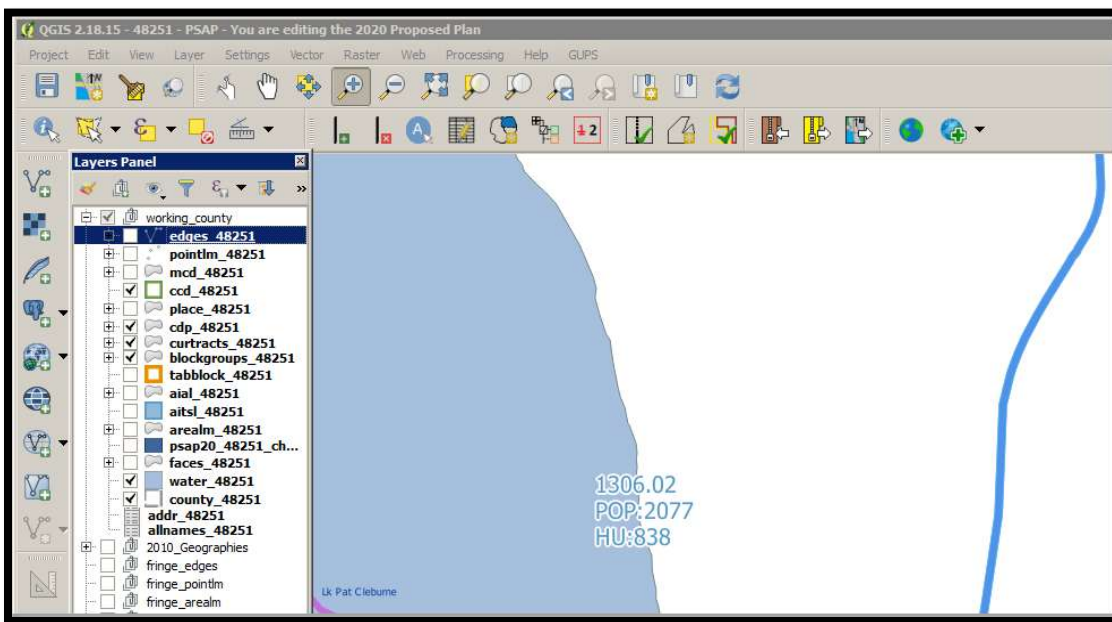 QGIS 2.18.15 - 48251 - PSAP - You are editing the 2020 Proposed Plan
Project Edit View Layer Settings Vector Raster Web Processing Help GUPS
Layers Panel
working_county
edges_48251
pointlm_48251
mcd_48251
ccd_48251
place_48251
cdp_48251
curtracts_48251
blockgroups_48251
tabblock_48251
aial_48251
aitsl_48251
arealm_48251
psap20_48251_ch...
faces_48251
water_48251
county_48251
addr_48251
allnames_48251
2010_Geographies
fringe_edges
fringe_pointlm
fringe_arealm
1306.02
POP:2077
HU:838
Lk Pat Cleburne